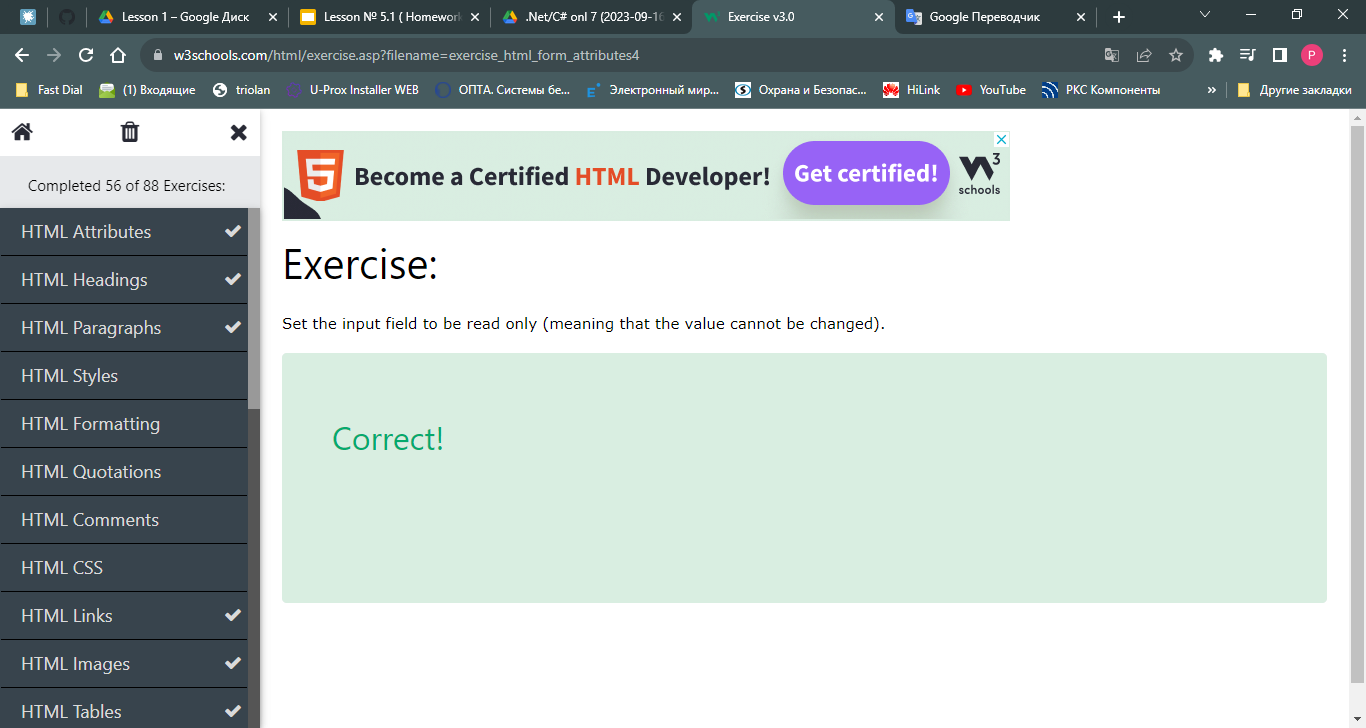 Lesson 1 – Google Диск
Lesson № 5.1 ( Homework
.Net/C# onl 7 (2023-09-16
Exercise v3.0
Google Переводчик
w3schools.com/html/exercise.asp?filename=exercise_html_form_attributes4
P
Fast Dial
(1) Входящие
triolan
U-Prox Installer WEB
ОПТА. Системы бе...
Электронный мир...
Охрана и Безопас...
HiLink
YouTube
РКС Компоненты
»
Другие закладки
Completed 56 of 88 Exercises:
HTML Attributes
HTML Headings
HTML Paragraphs
HTML Styles
HTML Formatting
HTML Quotations
HTML Comments
HTML CSS
HTML Links
HTML Images
HTML Tables
5
Become a Certified HTML Developer!
Get certified!
W3
schools
Exercise:
Set the input field to be read only (meaning that the value cannot be changed).
Correct!